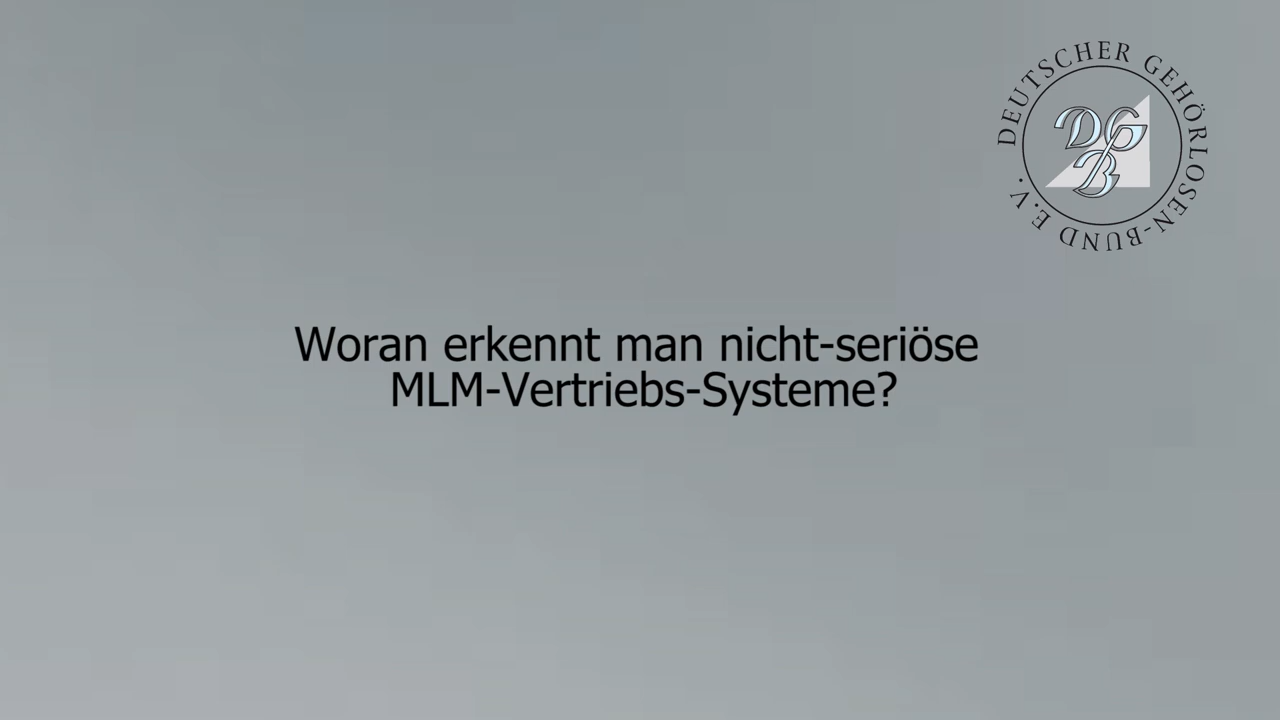 DEUTSCHER GEHÖRLOSEN-BUND E.V.
DGB
Woran erkennt man nicht-seriöse
MLM-Vertriebs-Systeme?